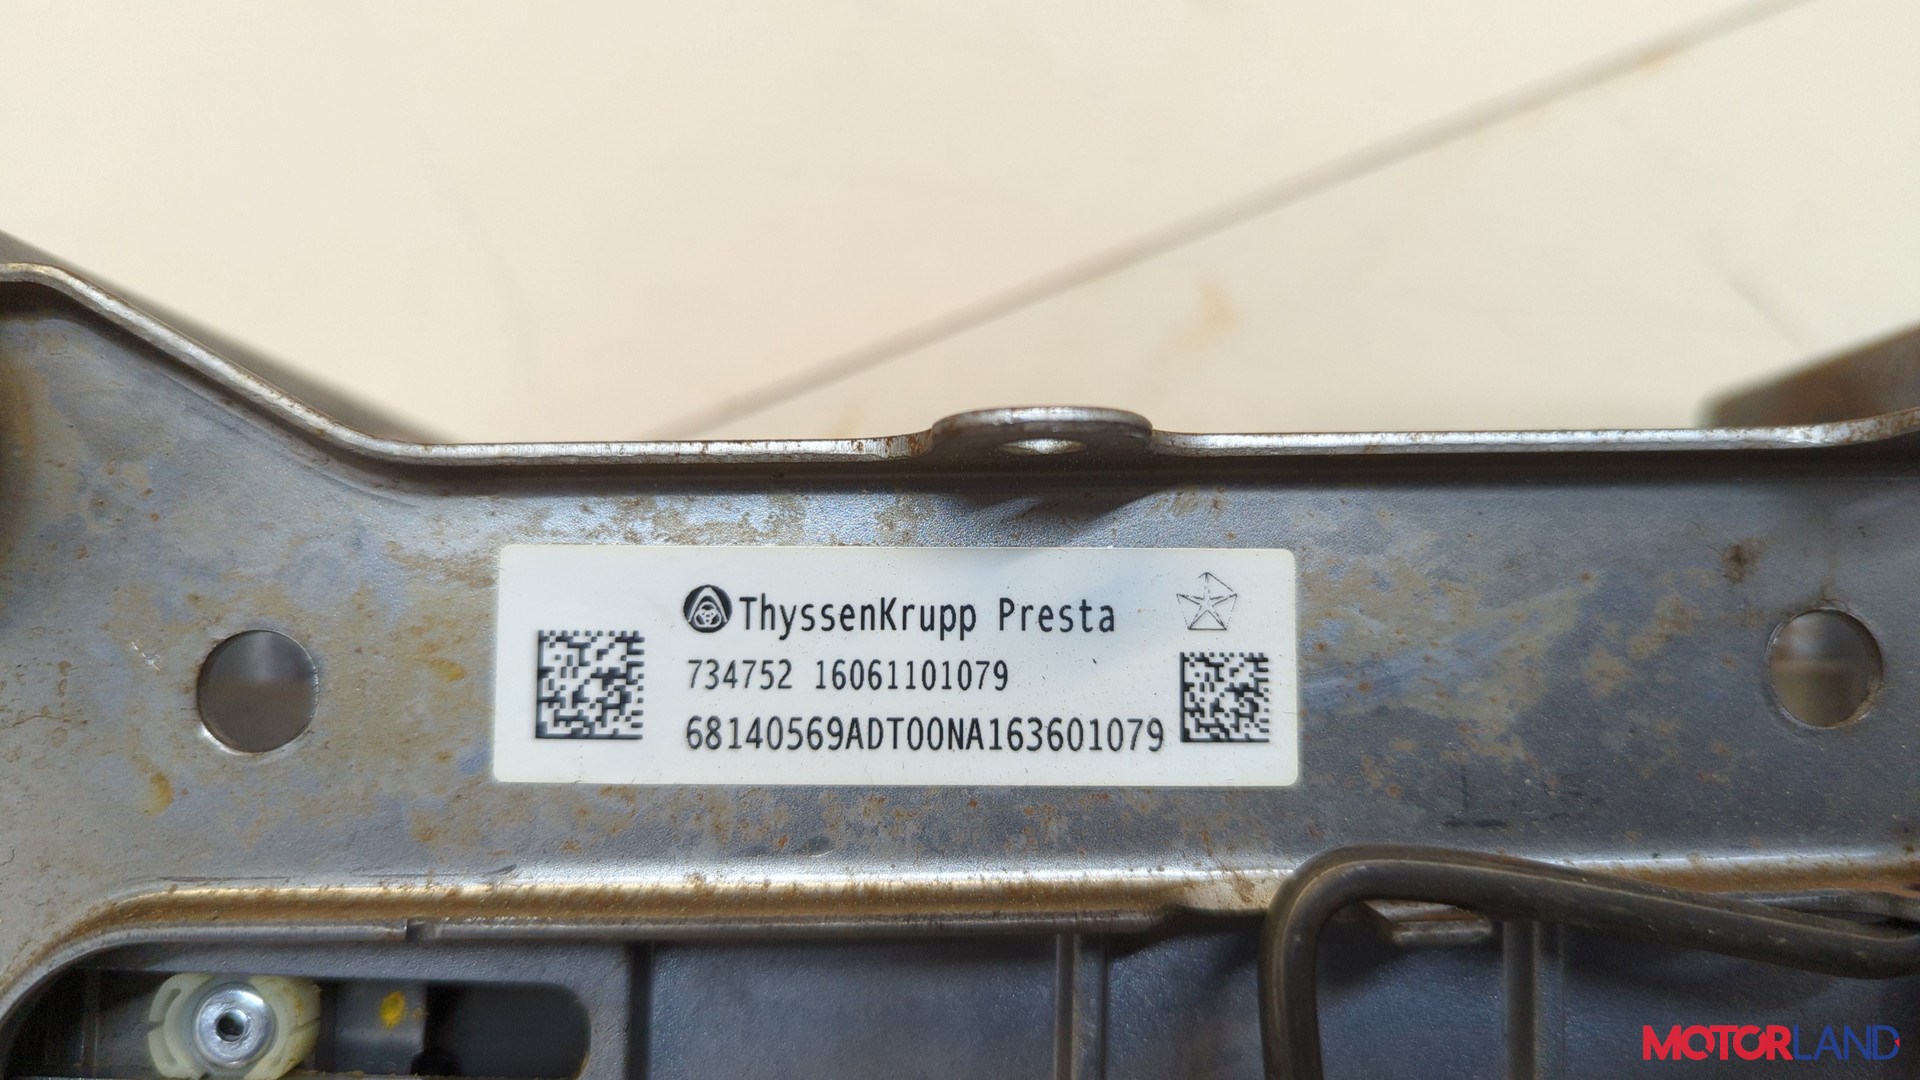 ThyssenKrupp Presta
734752 16061101079
68140569ADT00NA163601079
MOTORLAND